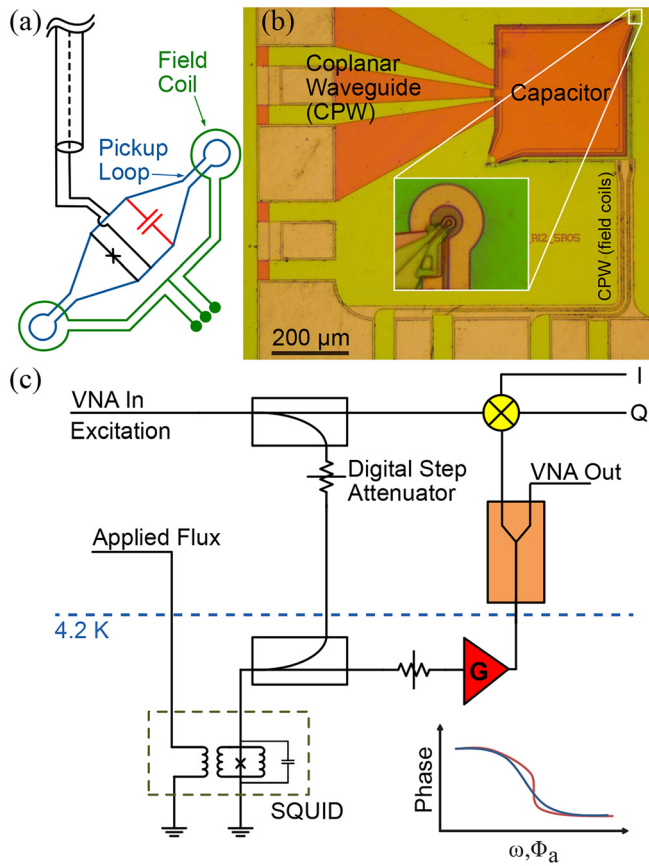 (a)
Field
Coil
Pickup
Loop
(b)
Coplanar
Waveguide
(CPW)
Capacitor
CPW (field coils)
200 µm
(c)
VNA In
Excitation
I
Q
Digital Step
Attenuator
VNA Out
Applied Flux
4.2 K
G
SQUID
Phase
ω,Φa